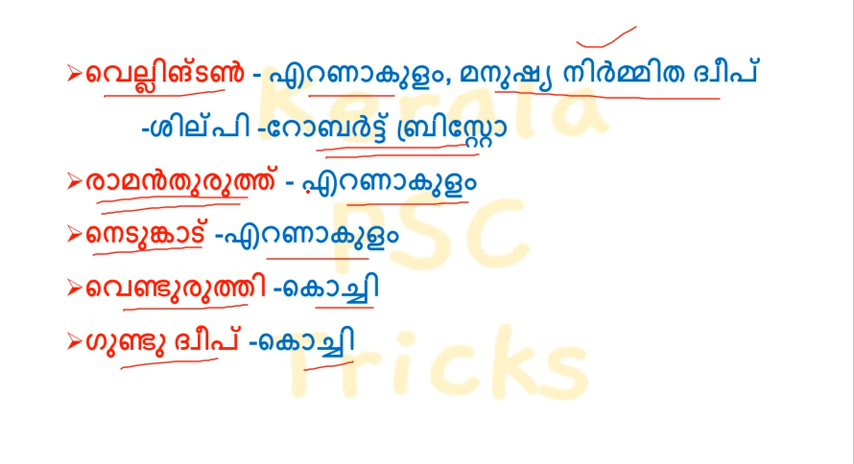 ➢വെല്ലിങ്ടൺ - എറണാകുളം, മനുഷ്യ നിർമ്മിത ദ്വീപ്
-ശില്പി -റോബർട്ട് ബ്രിസ്റ്റോ
➢രാമൻതുരുത്ത് - എറണാകുളം
➢നെടുങ്കാട് -എറണാകുളം
➢വെണ്ടുരുത്തി -കൊച്ചി
➢ഗുണ്ടു ദ്വീപ് -കൊച്ചി
Kerala
PSC
Tricks